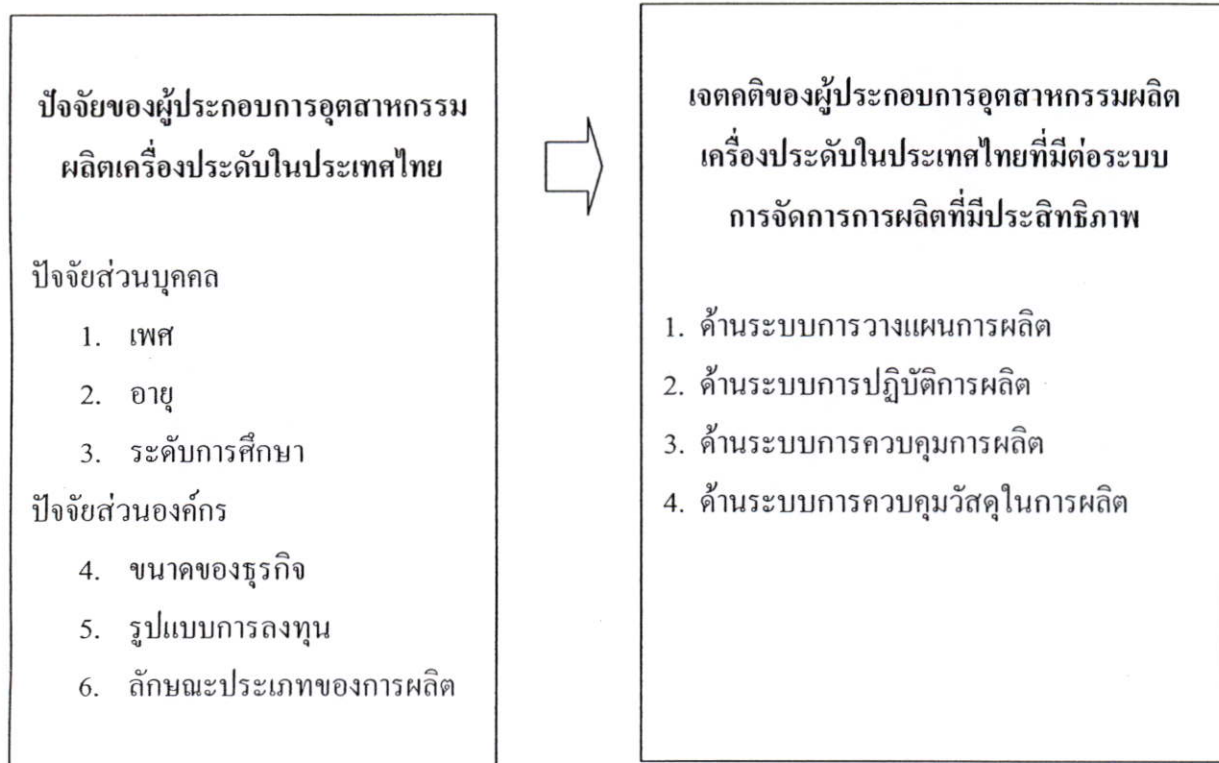 ปัจจัยของผู้ประกอบการอุตสาหกรรม
ผลิตเครื่องประดับในประเทศไทย
ปัจจัยส่วนบุคคล
1. เพศ
2. อายุ
3. ระดับการศึกษา
ปัจจัยส่วนองค์กร
4. ขนาดของธุรกิจ
5. รูปแบบการลงทุน
6. ลักษณะประเภทของการผลิต
เจตคติของผู้ประกอบการอุตสาหกรรมผลิต
เครื่องประดับในประเทศไทยที่มีต่อระบบ
การจัดการการผลิตที่มีประสิทธิภาพ
1. ด้านระบบการวางแผนการผลิต
2. ด้านระบบการปฏิบัติการผลิต
3. ด้านระบบการควบคุมการผลิต
4. ด้านระบบการควบคุมวัสดุในการผลิต